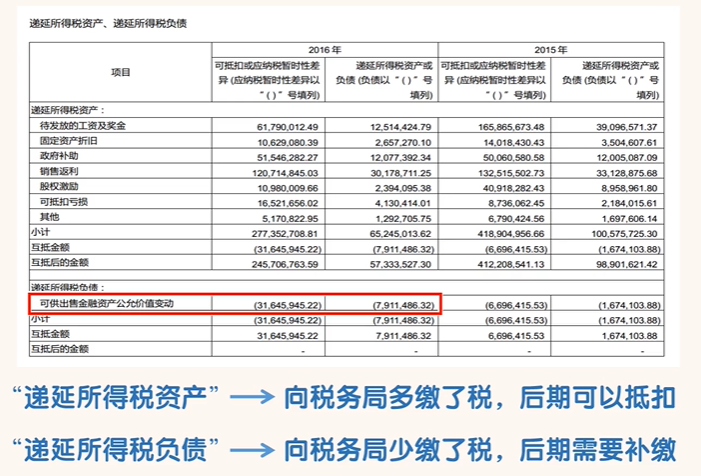 递延所得税资产、递延所得税负债
2016 年 2015 年
项目 可抵扣或应纳税暂时性差异 (应纳税暂时性差异以“( )”号填列) 递延所得税资产或负债 (负债以“( )”号填列) 可抵扣或应纳税暂时性差异 (应纳税暂时性差异以“( )”号填列) 递延所得税资产或负债 (负债以“( )”号填列)
递延所得税资产：
待发放的工资及奖金 61,790,012.49 12,514,424.79 165,865,673.48 39,096,571.37
固定资产折旧 10,629,080.39 2,657,270.10 14,018,430.43 3,504,607.61
政府补助 51,546,282.27 12,077,392.34 50,060,580.58 12,005,087.09
销售返利 120,714,845.03 30,178,711.25 132,515,502.73 33,128,875.68
股权激励 10,980,009.66 2,394,095.38 40,918,282.43 8,958,961.80
可抵扣亏损 16,521,656.02 4,130,414.01 8,736,062.45 2,184,015.61
其他 5,170,822.95 1,292,705.75 6,790,424.56 1,697,606.14
小计 277,352,708.81 65,245,013.62 418,904,956.66 100,575,725.30
互抵金额 (31,645,945.22) (7,911,486.32) (6,696,415.53) (1,674,103.88)
互抵后的金额 245,706,763.59 57,333,527.30 412,208,541.13 98,901,621.42
递延所得税负债：
可供出售金融资产公允价值变动 (31,645,945.22) (7,911,486.32) (6,696,415.53) (1,674,103.88)
小计 (31,645,945.22) (7,911,486.32) (6,696,415.53) (1,674,103.88)
互抵金额 31,645,945.22 7,911,486.32 6,696,415.53 1,674,103.88
互抵后的金额 - - - -
“递延所得税资产” → 向税务局多缴了税，后期可以抵扣
“递延所得税负债” → 向税务局少缴了税，后期需要补缴